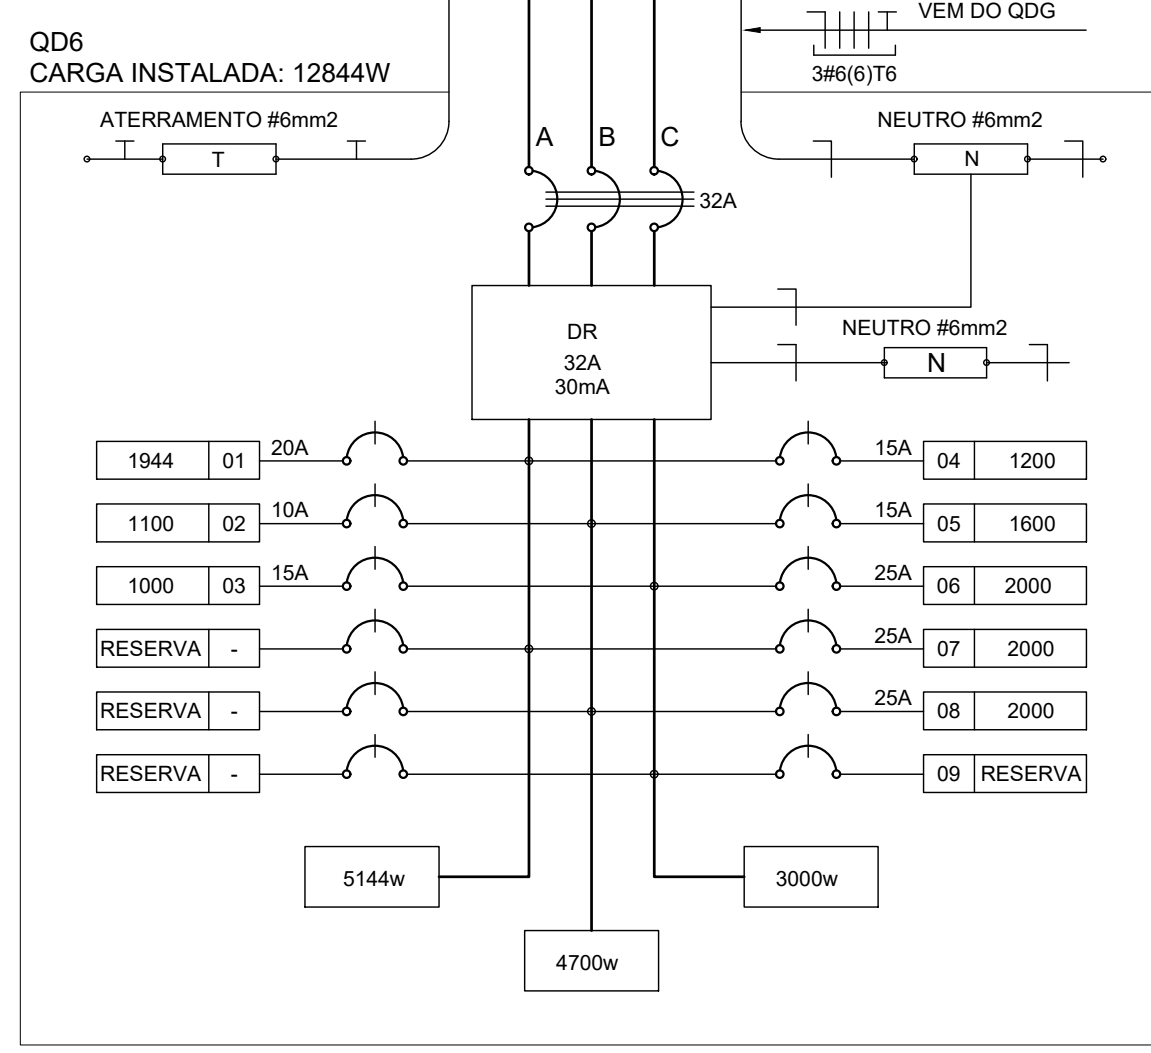 VEM DO QDG
3#6(6)T6
QD6
CARGA INSTALADA: 12844W
ATERRAMENTO #6mm2
T
NEUTRO #6mm2
N
A B C
32A
DR
32A
30mA
NEUTRO #6mm2
N
1944 01 20A 15A 04 1200
1100 02 10A 15A 05 1600
1000 03 15A 25A 06 2000
RESERVA - 25A 07 2000
RESERVA - 25A 08 2000
RESERVA - 09 RESERVA
5144w
3000w
4700w